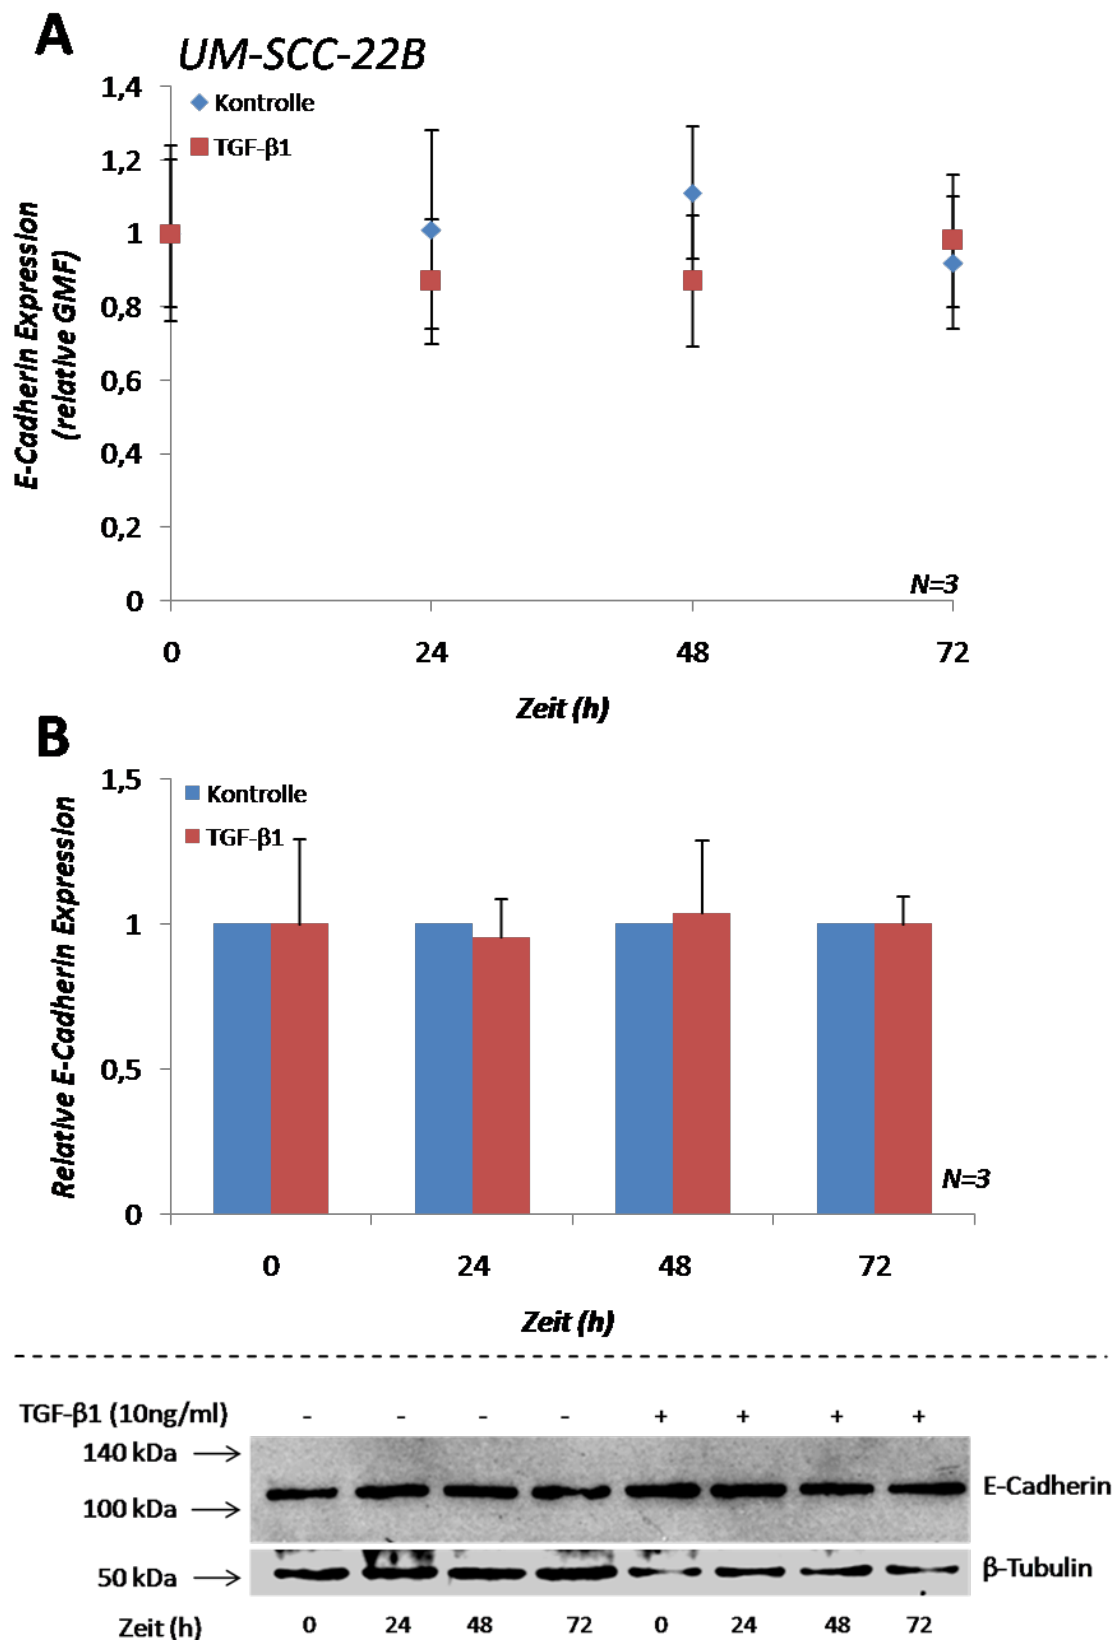 A
UM-SCC-22B
1,4
1,2
1
0,8
0,6
0,4
0,2
0
Kontrolle
TGF-β1
E-Cadherin Expression
(relative GMF)
N=3
0 24 48 72
Zeit (h)
B
1,5
1
0,5
0
Kontrolle
TGF-β1
Relative E-Cadherin Expression
N=3
0 24 48 72
Zeit (h)
TGF-β1 (10ng/ml) - - - - + + + +
140 kDa
100 kDa
E-Cadherin
50 kDa
β-Tubulin
Zeit (h) 0 24 48 72 0 24 48 72